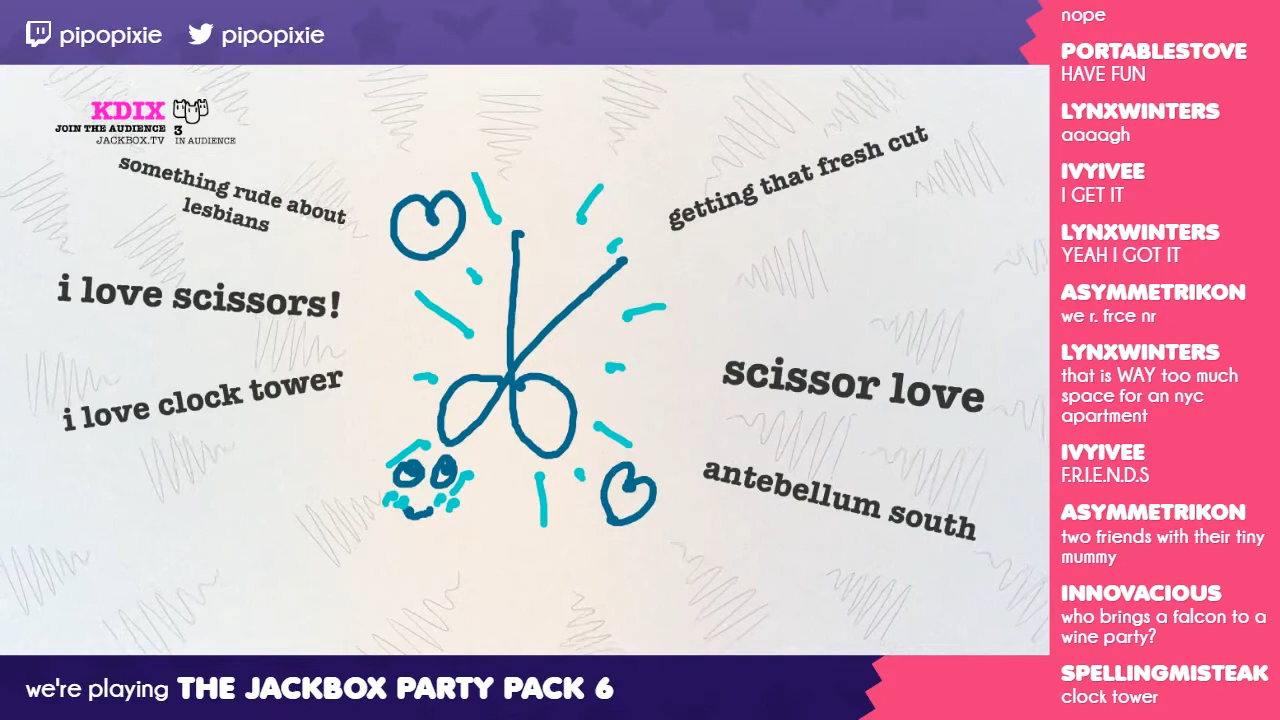 pipopixie
pipopixie
KDIX
JOIN THE AUDIENCE
JACKBOX.TV
3
IN AUDIENCE
something rude about
lesbians
i love scissors!
i love clock tower
getting that fresh cut
scissor love
antebellum south
we're playing THE JACKBOX PARTY PACK 6
nope
PORTABLESTOVE
HAVE FUN
LYNXWINTERS
aaaagh
IVYIVEE
I GET IT
LYNXWINTERS
YEAH I GOT IT
ASYMMETRIKON
we r. frce nr
LYNXWINTERS
that is WAY too much
space for an nyc
apartment
IVYIVEE
F.R.I.E.N.D.S
ASYMMETRIKON
two friends with their tiny
mummy
INNOVACIOUS
who brings a falcon to a
wine party?
SPELLINGMISTEAK
clock tower